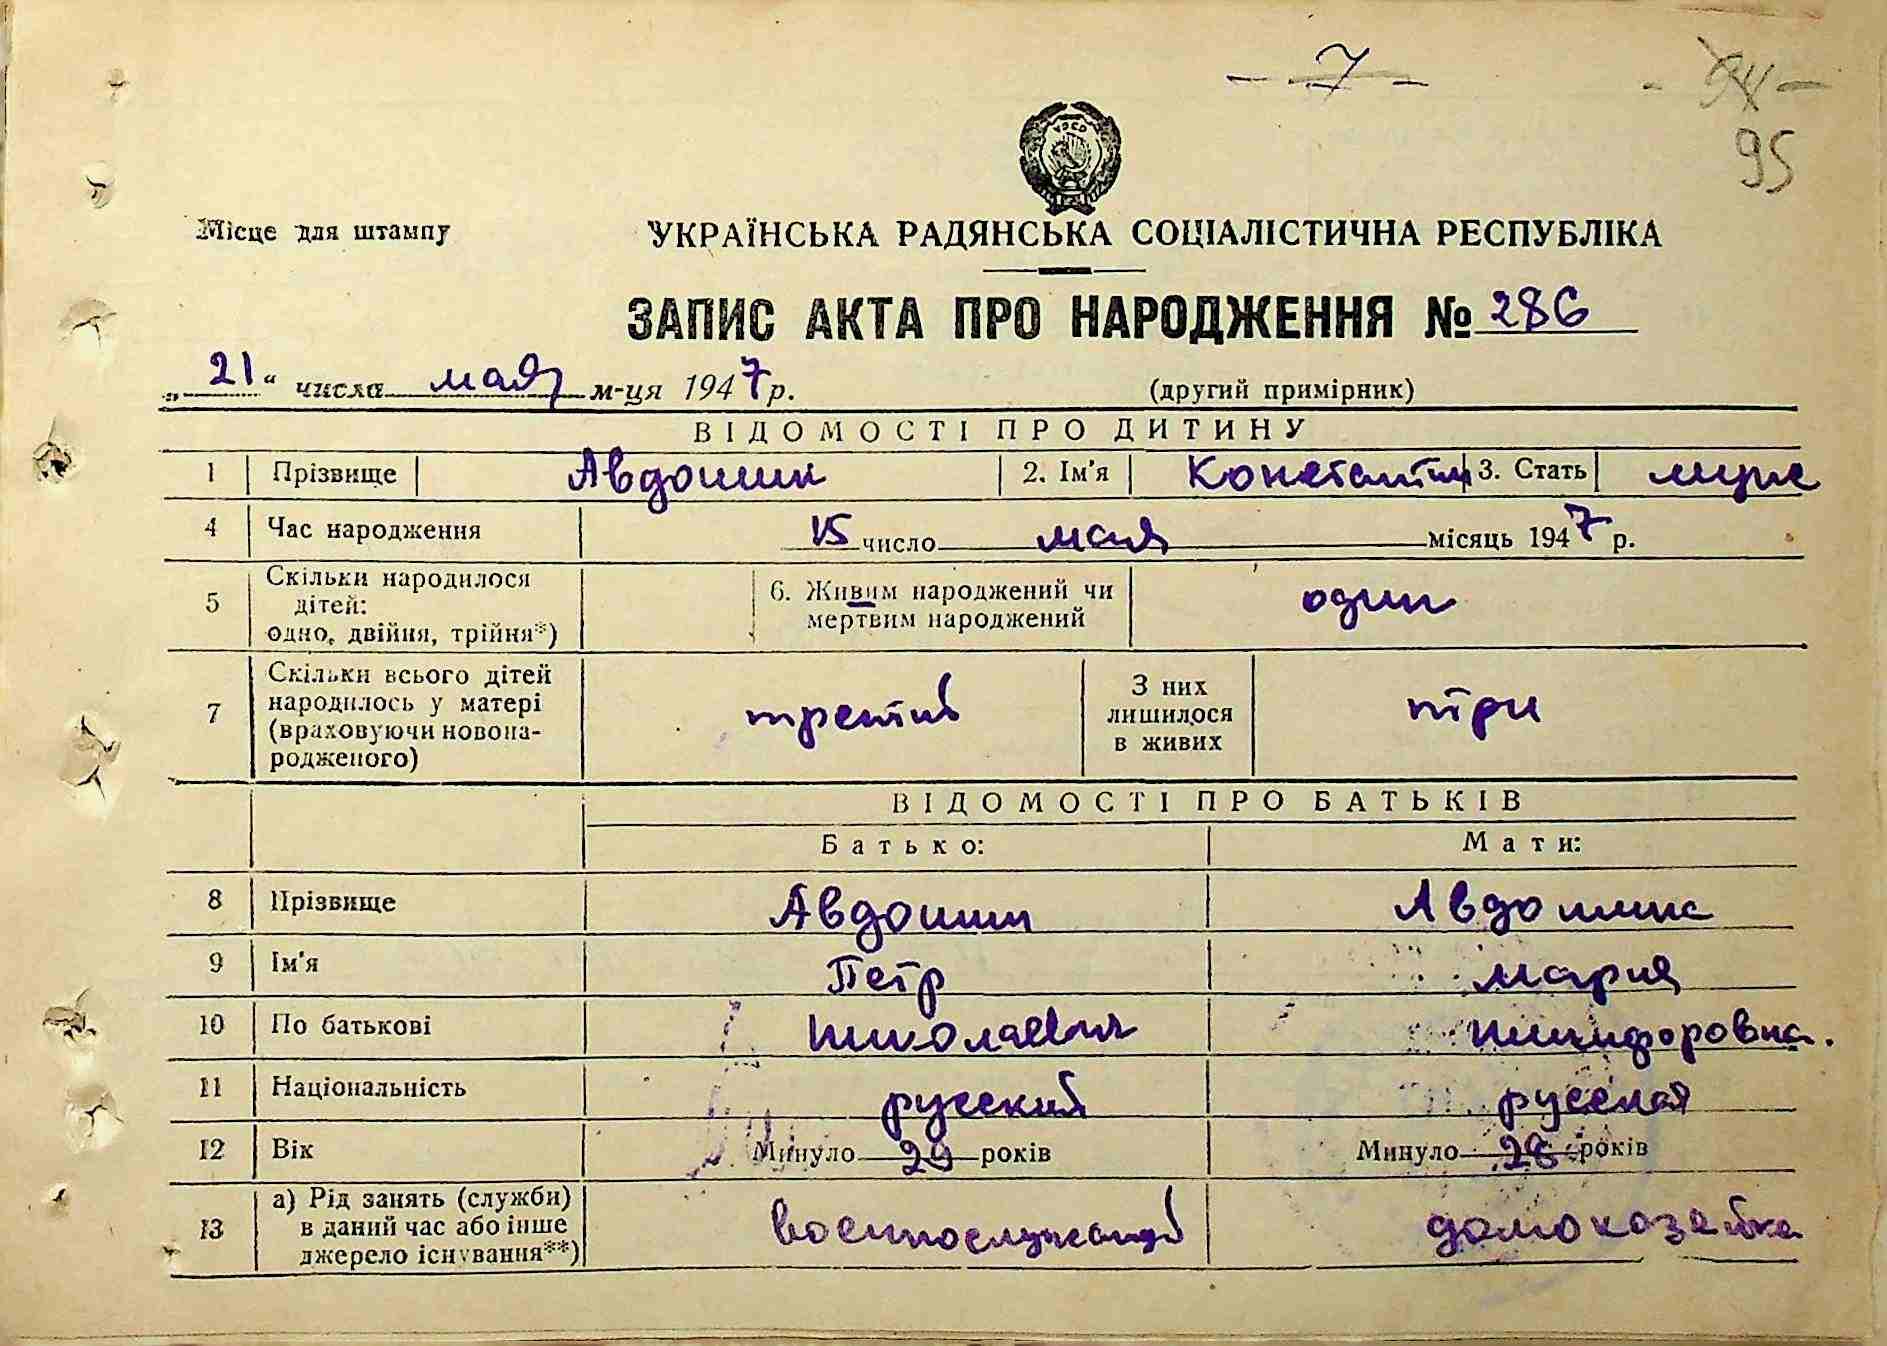 - 7 -
- 94 -
95
УРСР
Місце для штампу
УКРАЇНСЬКА РАДЯНСЬКА СОЦІАЛІСТИЧНА РЕСПУБЛІКА
ЗАПИС АКТА ПРО НАРОДЖЕННЯ № 286
„21“ числа мая м-ця 1947 р. (другий примірник)
ВІДОМОСТІ ПРО ДИТИНУ
1 Прізвище Авдошин 2. Ім'я Константин 3. Стать муж
4 Час народження 15 число мая місяць 1947 р.
5 Скільки народилося дітей: одно, двійня, трійня*) 6. Живим народжений чи мертвим народжений один
7 Скільки всього дітей народилось у матері (враховуючи новона-родженого) третий З них лишилося в живих три
ВІДОМОСТІ ПРО БАТЬКІВ
Батько: Мати:
8 Прізвище Авдошин Авдошина
9 Ім'я Петр Мария
10 По батькові Николаевич Никифоровна.
11 Національність русский русская
12 Вік Минуло 29 років Минуло 28 років
13 а) Рід занять (служби) в даний час або інше джерело існування**) военнослужащий домохозяйка